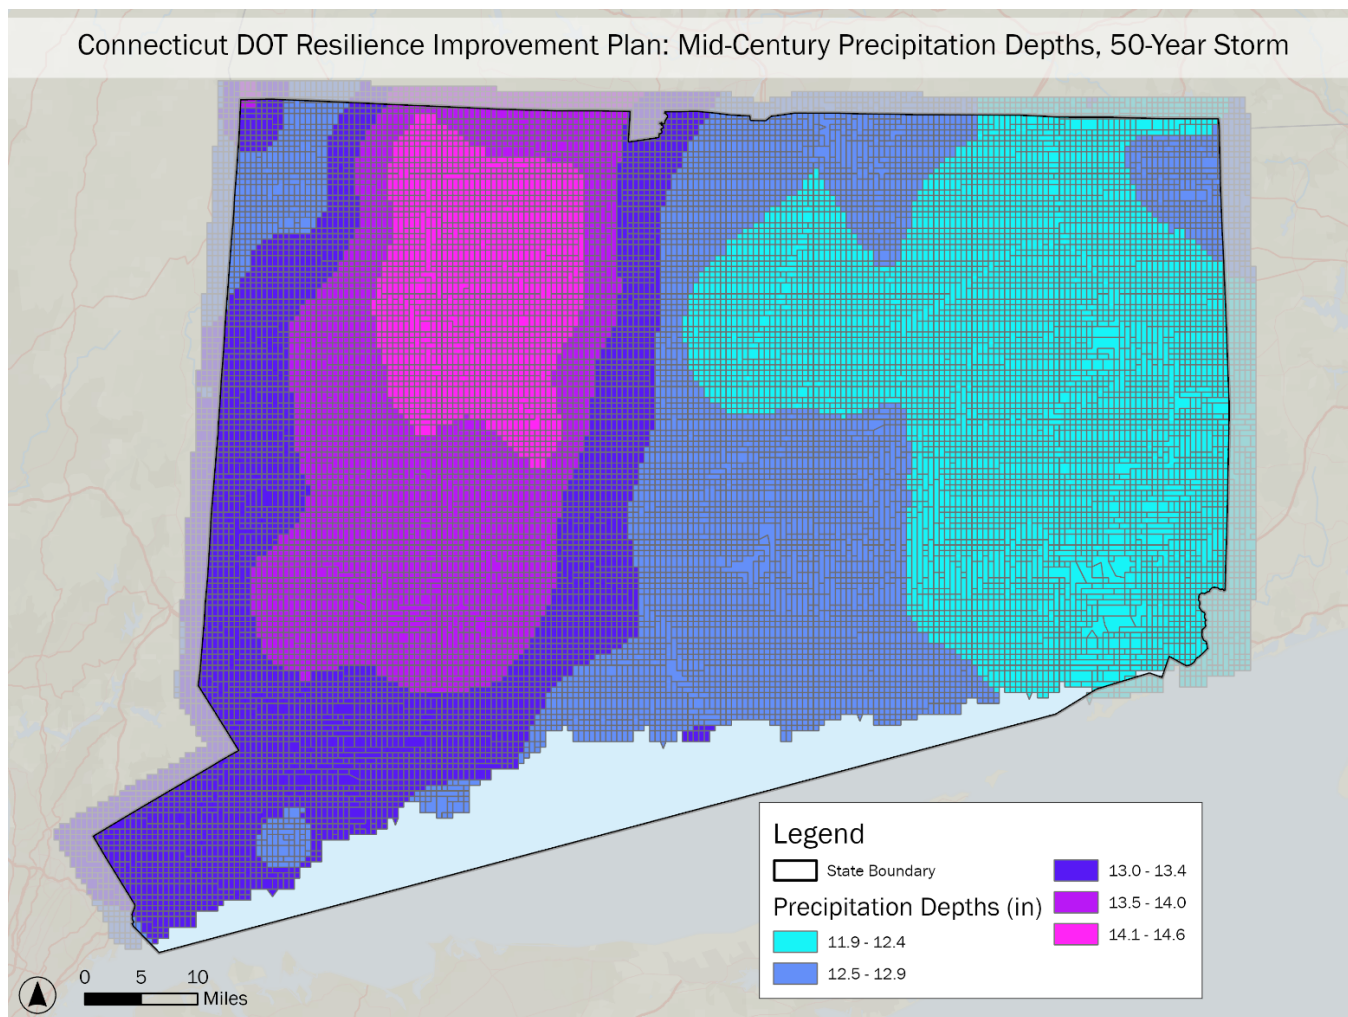 Connecticut DOT Resilience Improvement Plan: Mid-Century Precipitation Depths, 50-Year Storm
Legend
State Boundary
Precipitation Depths (in)
11.9 - 12.4
12.5 - 12.9
13.0 - 13.4
13.5 - 14.0
14.1 - 14.6
0 5 10
Miles